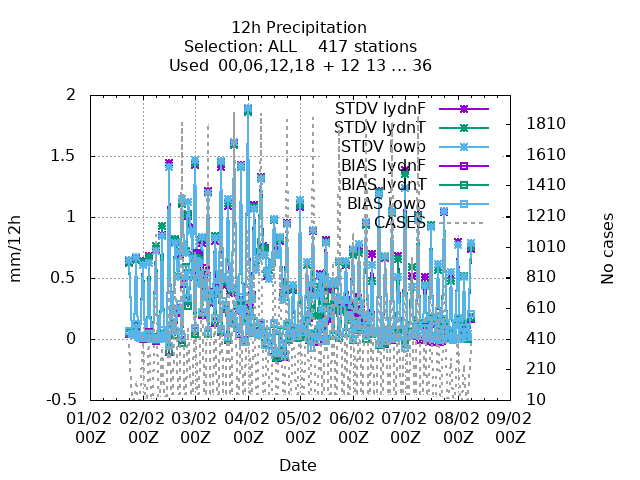 12h Precipitation
Selection: ALL 417 stations
Used 00,06,12,18 + 12 13 ... 36
STDV lydnF
STDV lydnT
STDV lowp
BIAS lydnF
BIAS lydnT
BIAS lowp
CASES
2
1.5
1
0.5
0
-0.5
mm/12h
1810
1610
1410
1210
1010
810
610
410
210
10
No cases
01/02 02/02 03/02 04/02 05/02 06/02 07/02 08/02 09/02
00Z 00Z 00Z 00Z 00Z 00Z 00Z 00Z 00Z
Date